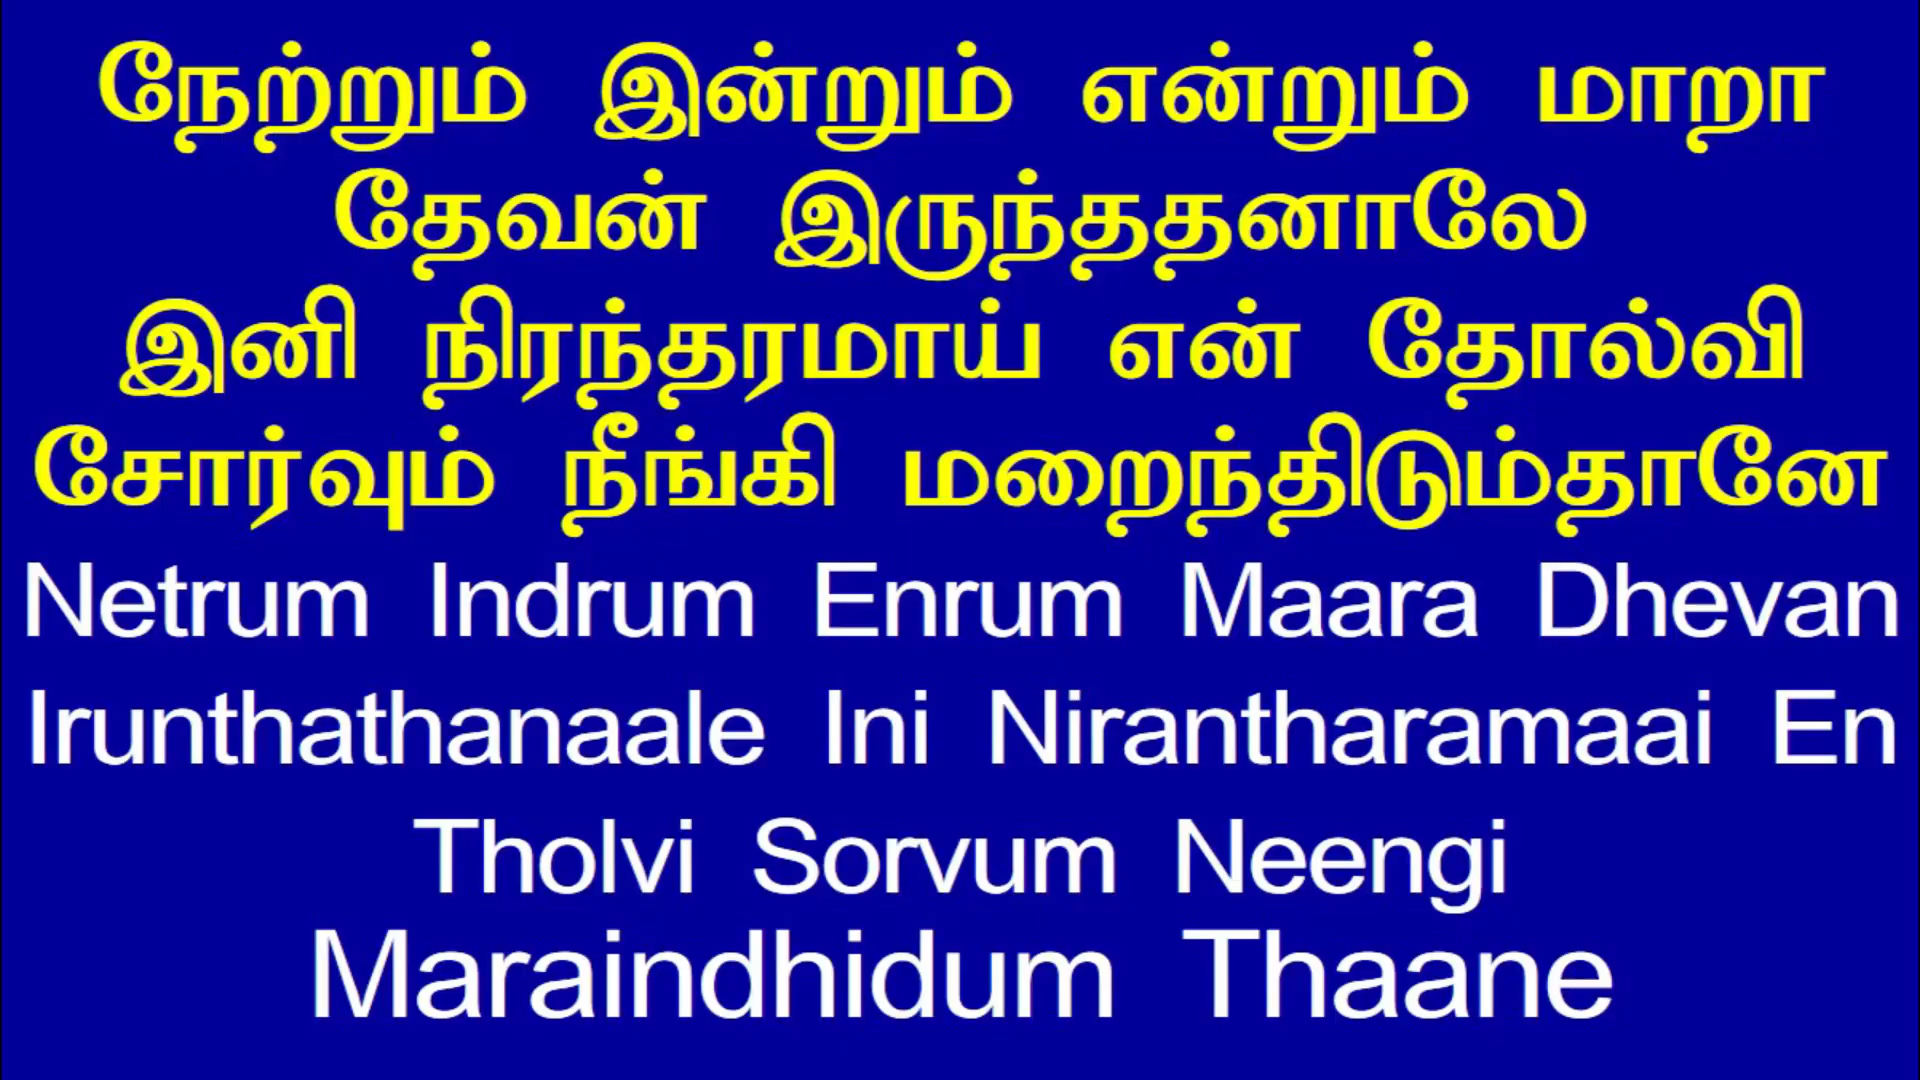 நேற்றும் இன்றும் என்றும் மாறா
தேவன் இருந்ததனாலே
இனி நிரந்தரமாய் என் தோல்வி
சோர்வும் நீங்கி மறைந்திடும்தானே
Netrum Indrum Enrum Maara Dhevan
Irunthathanaale Ini Nirantharamaai En
Tholvi Sorvum Neengi
Maraindhidum Thaane